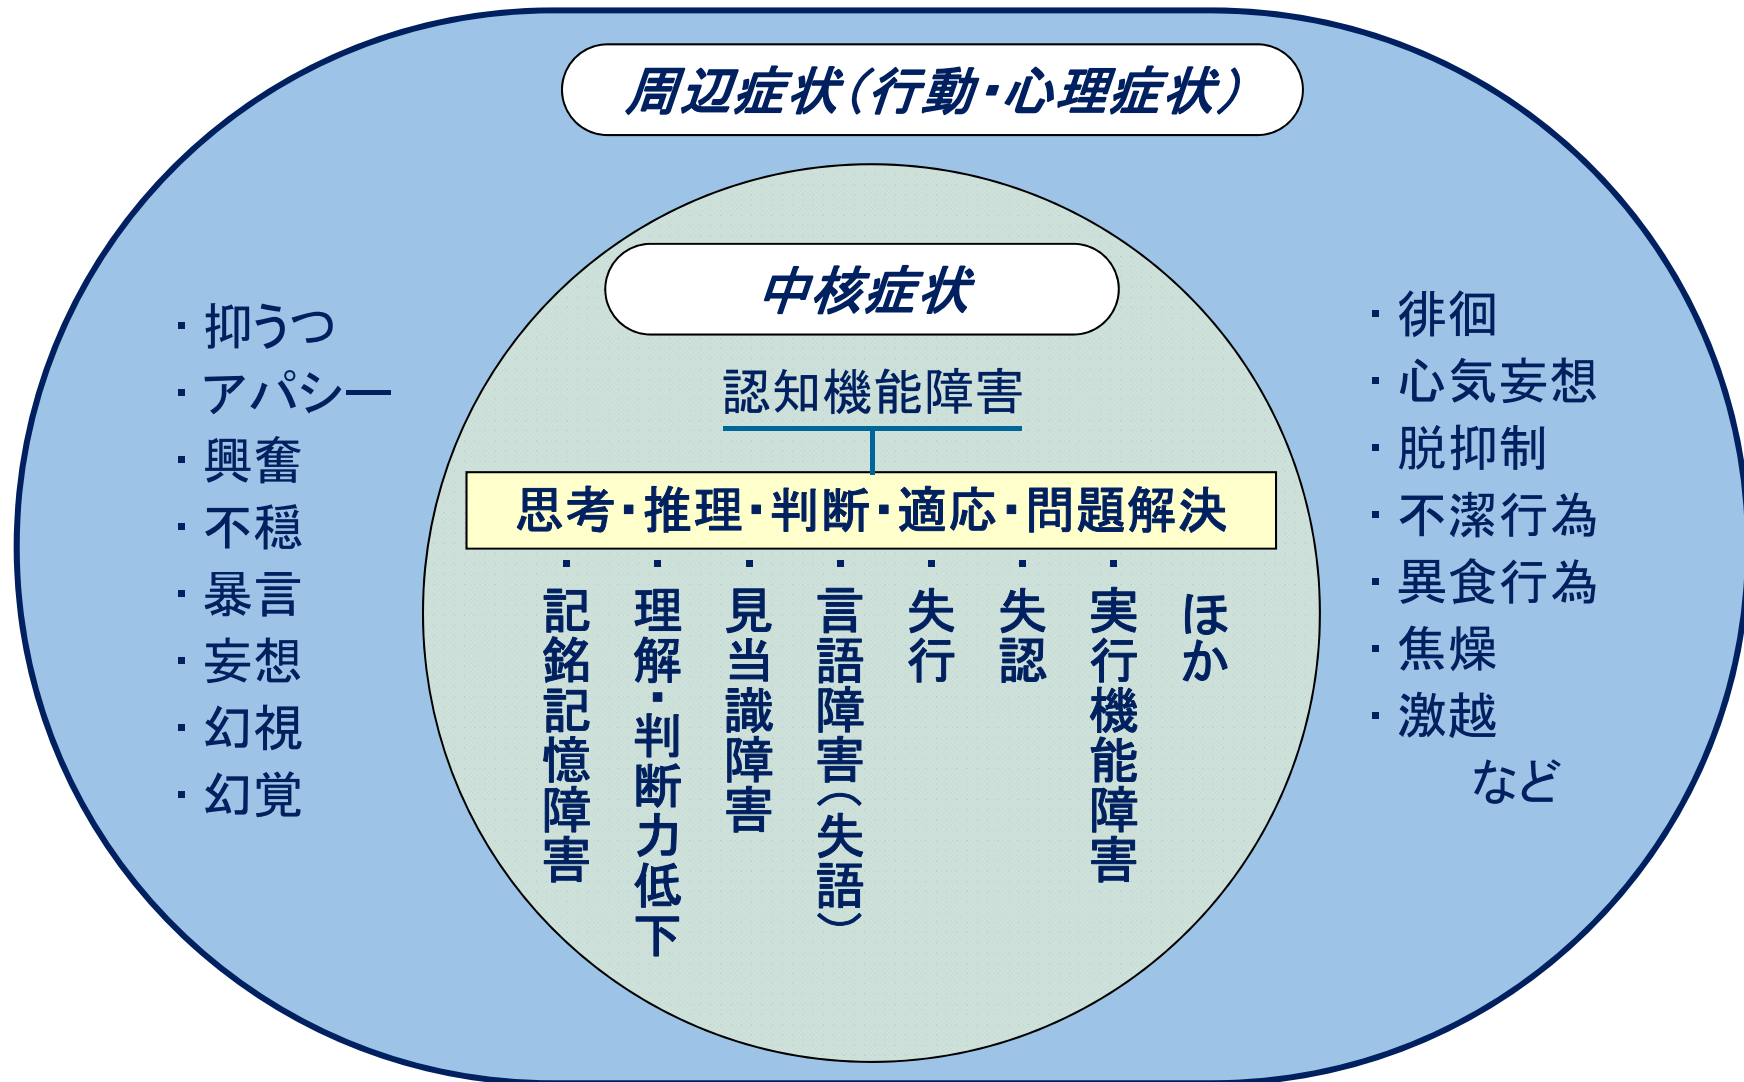 周辺症状（行動・心理症状）
中核症状
認知機能障害
思考・推理・判断・適応・問題解決
・記銘記憶障害
・理解・判断力低下
・見当識障害
・言語障害（失語）
・失行
・失認
・実行機能障害
ほか
・抑うつ
・アパシー
・興奮
・不穏
・暴言
・妄想
・幻視
・幻覚
・徘徊
・心気妄想
・脱抑制
・不潔行為
・異食行為
・焦燥
・激越
など